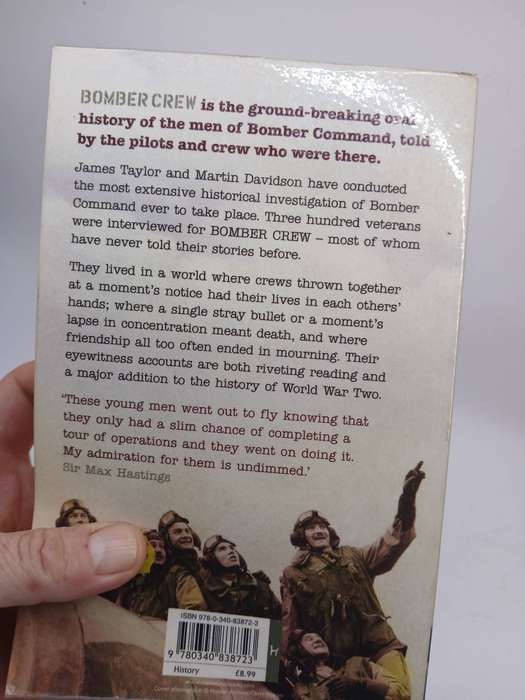 BOMBER CREW is the ground-breaking oral
history of the men of Bomber Command, told
by the pilots and crew who were there.
James Taylor and Martin Davidson have conducted
the most extensive historical investigation of Bomber
Command ever to take place. Three hundred veterans
were interviewed for BOMBER CREW – most of whom
have never told their stories before.
They lived in a world where crews thrown together
at a moment's notice had their lives in each others'
hands; where a single stray bullet or a moment's
lapse in concentration meant death, and where
friendship all too often ended in mourning. Their
eyewitness accounts are both riveting reading and
a major addition to the history of World War Two.
'These young men went out to fly knowing that
they only had a slim chance of completing a
tour of operations and they went on doing it.
My admiration for them is undimmed.'
Sir Max Hastings
ISBN 978-0-340-83872-3
9 780340 838723
History £8.99
Cover photograph ©